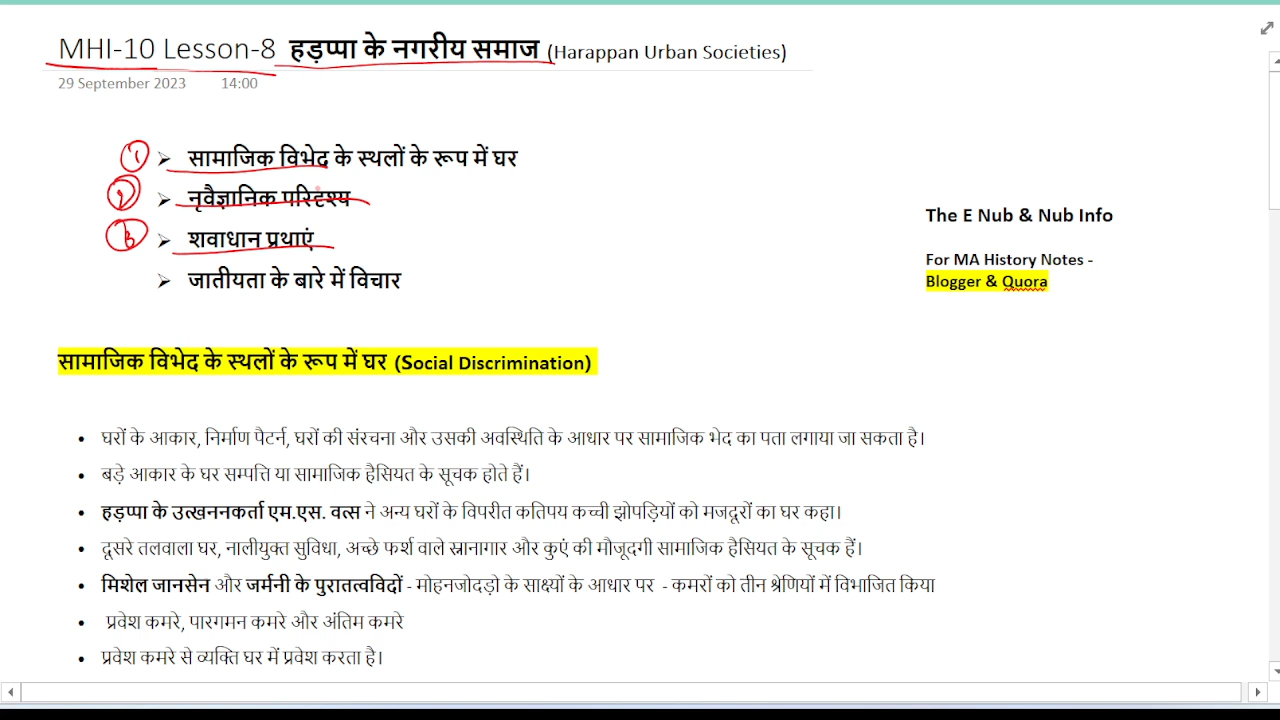 MHI-10 Lesson-8 हड़प्पा के नगरीय समाज (Harappan Urban Societies)
29 September 2023 14:00
1 ➢ सामाजिक विभेद के स्थलों के रूप में घर
2 ➢ नृवैज्ञानिक परिदृश्य
3 ➢ शवाधान प्रथाएं
➢ जातीयता के बारे में विचार
The E Nub & Nub Info
For MA History Notes -
Blogger & Quora
सामाजिक विभेद के स्थलों के रूप में घर (Social Discrimination)
• घरों के आकार, निर्माण पैटर्न, घरों की संरचना और उसकी अवस्थिति के आधार पर सामाजिक भेद का पता लगाया जा सकता है।
• बड़े आकार के घर सम्पत्ति या सामाजिक हैसियत के सूचक होते हैं।
• हड़प्पा के उत्खननकर्ता एम.एस. वत्स ने अन्य घरों के विपरीत कतिपय कच्ची झोपड़ियों को मजदूरों का घर कहा।
• दूसरे तलवाला घर, नालीयुक्त सुविधा, अच्छे फर्श वाले स्नानागार और कुएं की मौजूदगी सामाजिक हैसियत के सूचक हैं।
• मिशेल जानसेन और जर्मनी के पुरातत्वविदों - मोहनजोदड़ो के साक्ष्यों के आधार पर - कमरों को तीन श्रेणियों में विभाजित किया
• प्रवेश कमरे, पारगमन कमरे और अंतिम कमरे
• प्रवेश कमरे से व्यक्ति घर में प्रवेश करता है।